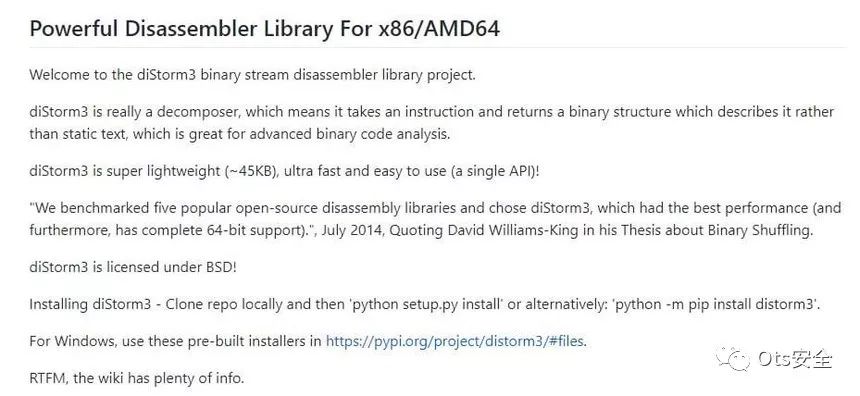 Powerful Disassembler Library For x86/AMD64
Welcome to the diStorm3 binary stream disassembler library project.
diStorm3 is really a decomposer, which means it takes an instruction and returns a binary structure which describes it rather
than static text, which is great for advanced binary code analysis.
diStorm3 is super lightweight (~45KB), ultra fast and easy to use (a single API)!
"We benchmarked five popular open-source disassembly libraries and chose diStorm3, which had the best performance (and
furthermore, has complete 64-bit support).", July 2014, Quoting David Williams-King in his Thesis about Binary Shuffling.
diStorm3 is licensed under BSD!
Installing diStorm3 - Clone repo locally and then 'python setup.py install' or alternatively: 'python -m pip install distorm3'.
For Windows, use these pre-built installers in https://pypi.org/project/distorm3/#files.
RTFM, the wiki has plenty of info.
Ots安全